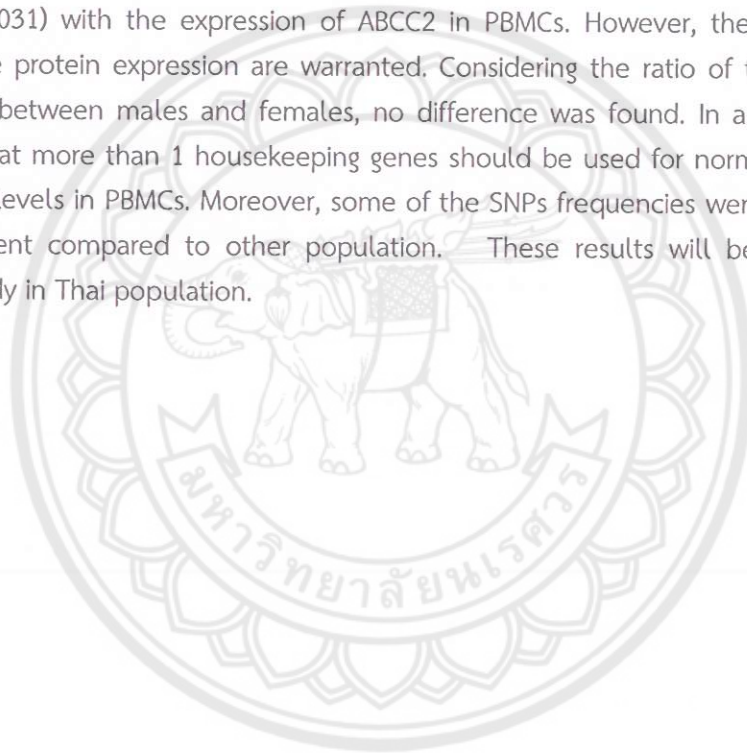 031) with the expression of ABCC2 in PBMCs. However, the
protein expression are warranted. Considering the ratio of
between males and females, no difference was found. In a
at more than 1 housekeeping genes should be used for norm
levels in PBMCs. Moreover, some of the SNPs frequencies wer
ent compared to other population. These results will be
dy in Thai population.
มหาวิทยาลัยนเรศวร